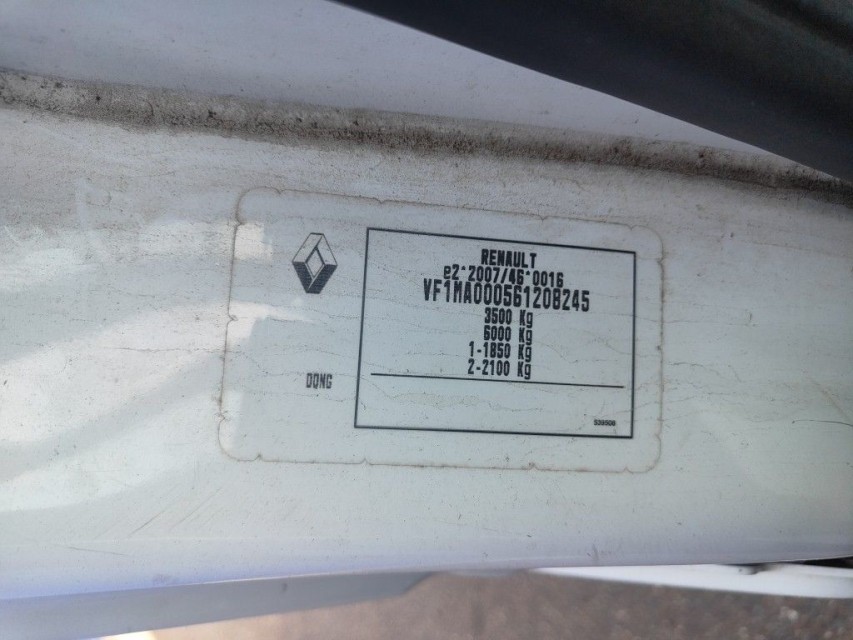 RENAULT
e2*2007/46*0016
VF1MA000561208245
3500 Kg
6000 Kg
1-1850 Kg
2-2100 Kg
DQNG